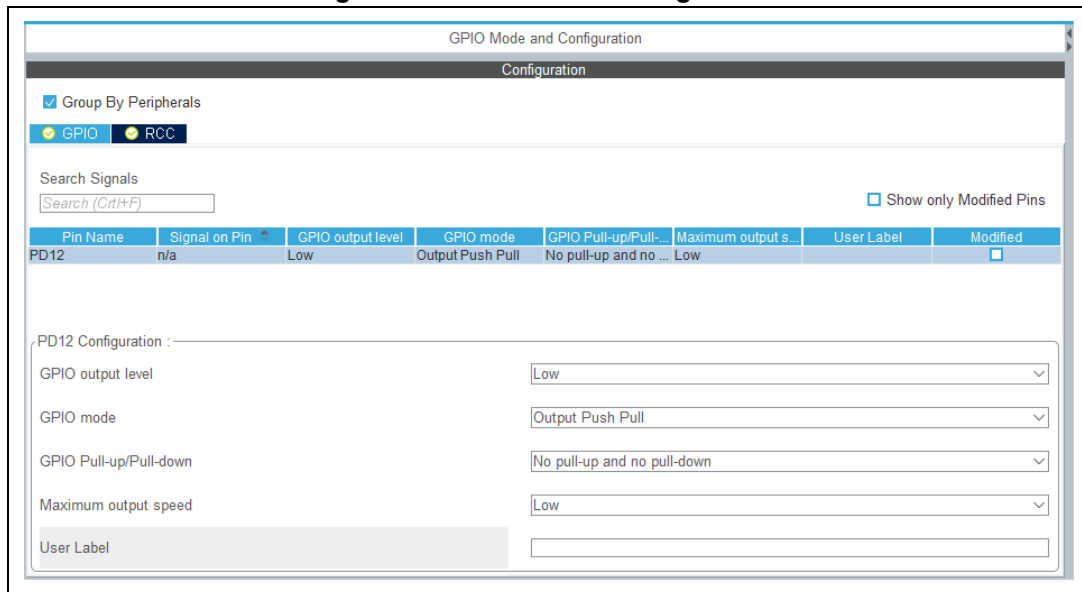 GPIO Mode and Configuration
Configuration
Group By Peripherals
GPIO RCC
Search Signals
Search (Crtl+F)
Show only Modified Pins
Pin Name Signal on Pin GPIO output level GPIO mode GPIO Pull-up/Pull-... Maximum output s... User Label Modified
PD12 n/a Low Output Push Pull No pull-up and no ... Low
PD12 Configuration :
GPIO output level Low
GPIO mode Output Push Pull
GPIO Pull-up/Pull-down No pull-up and no pull-down
Maximum output speed Low
User Label